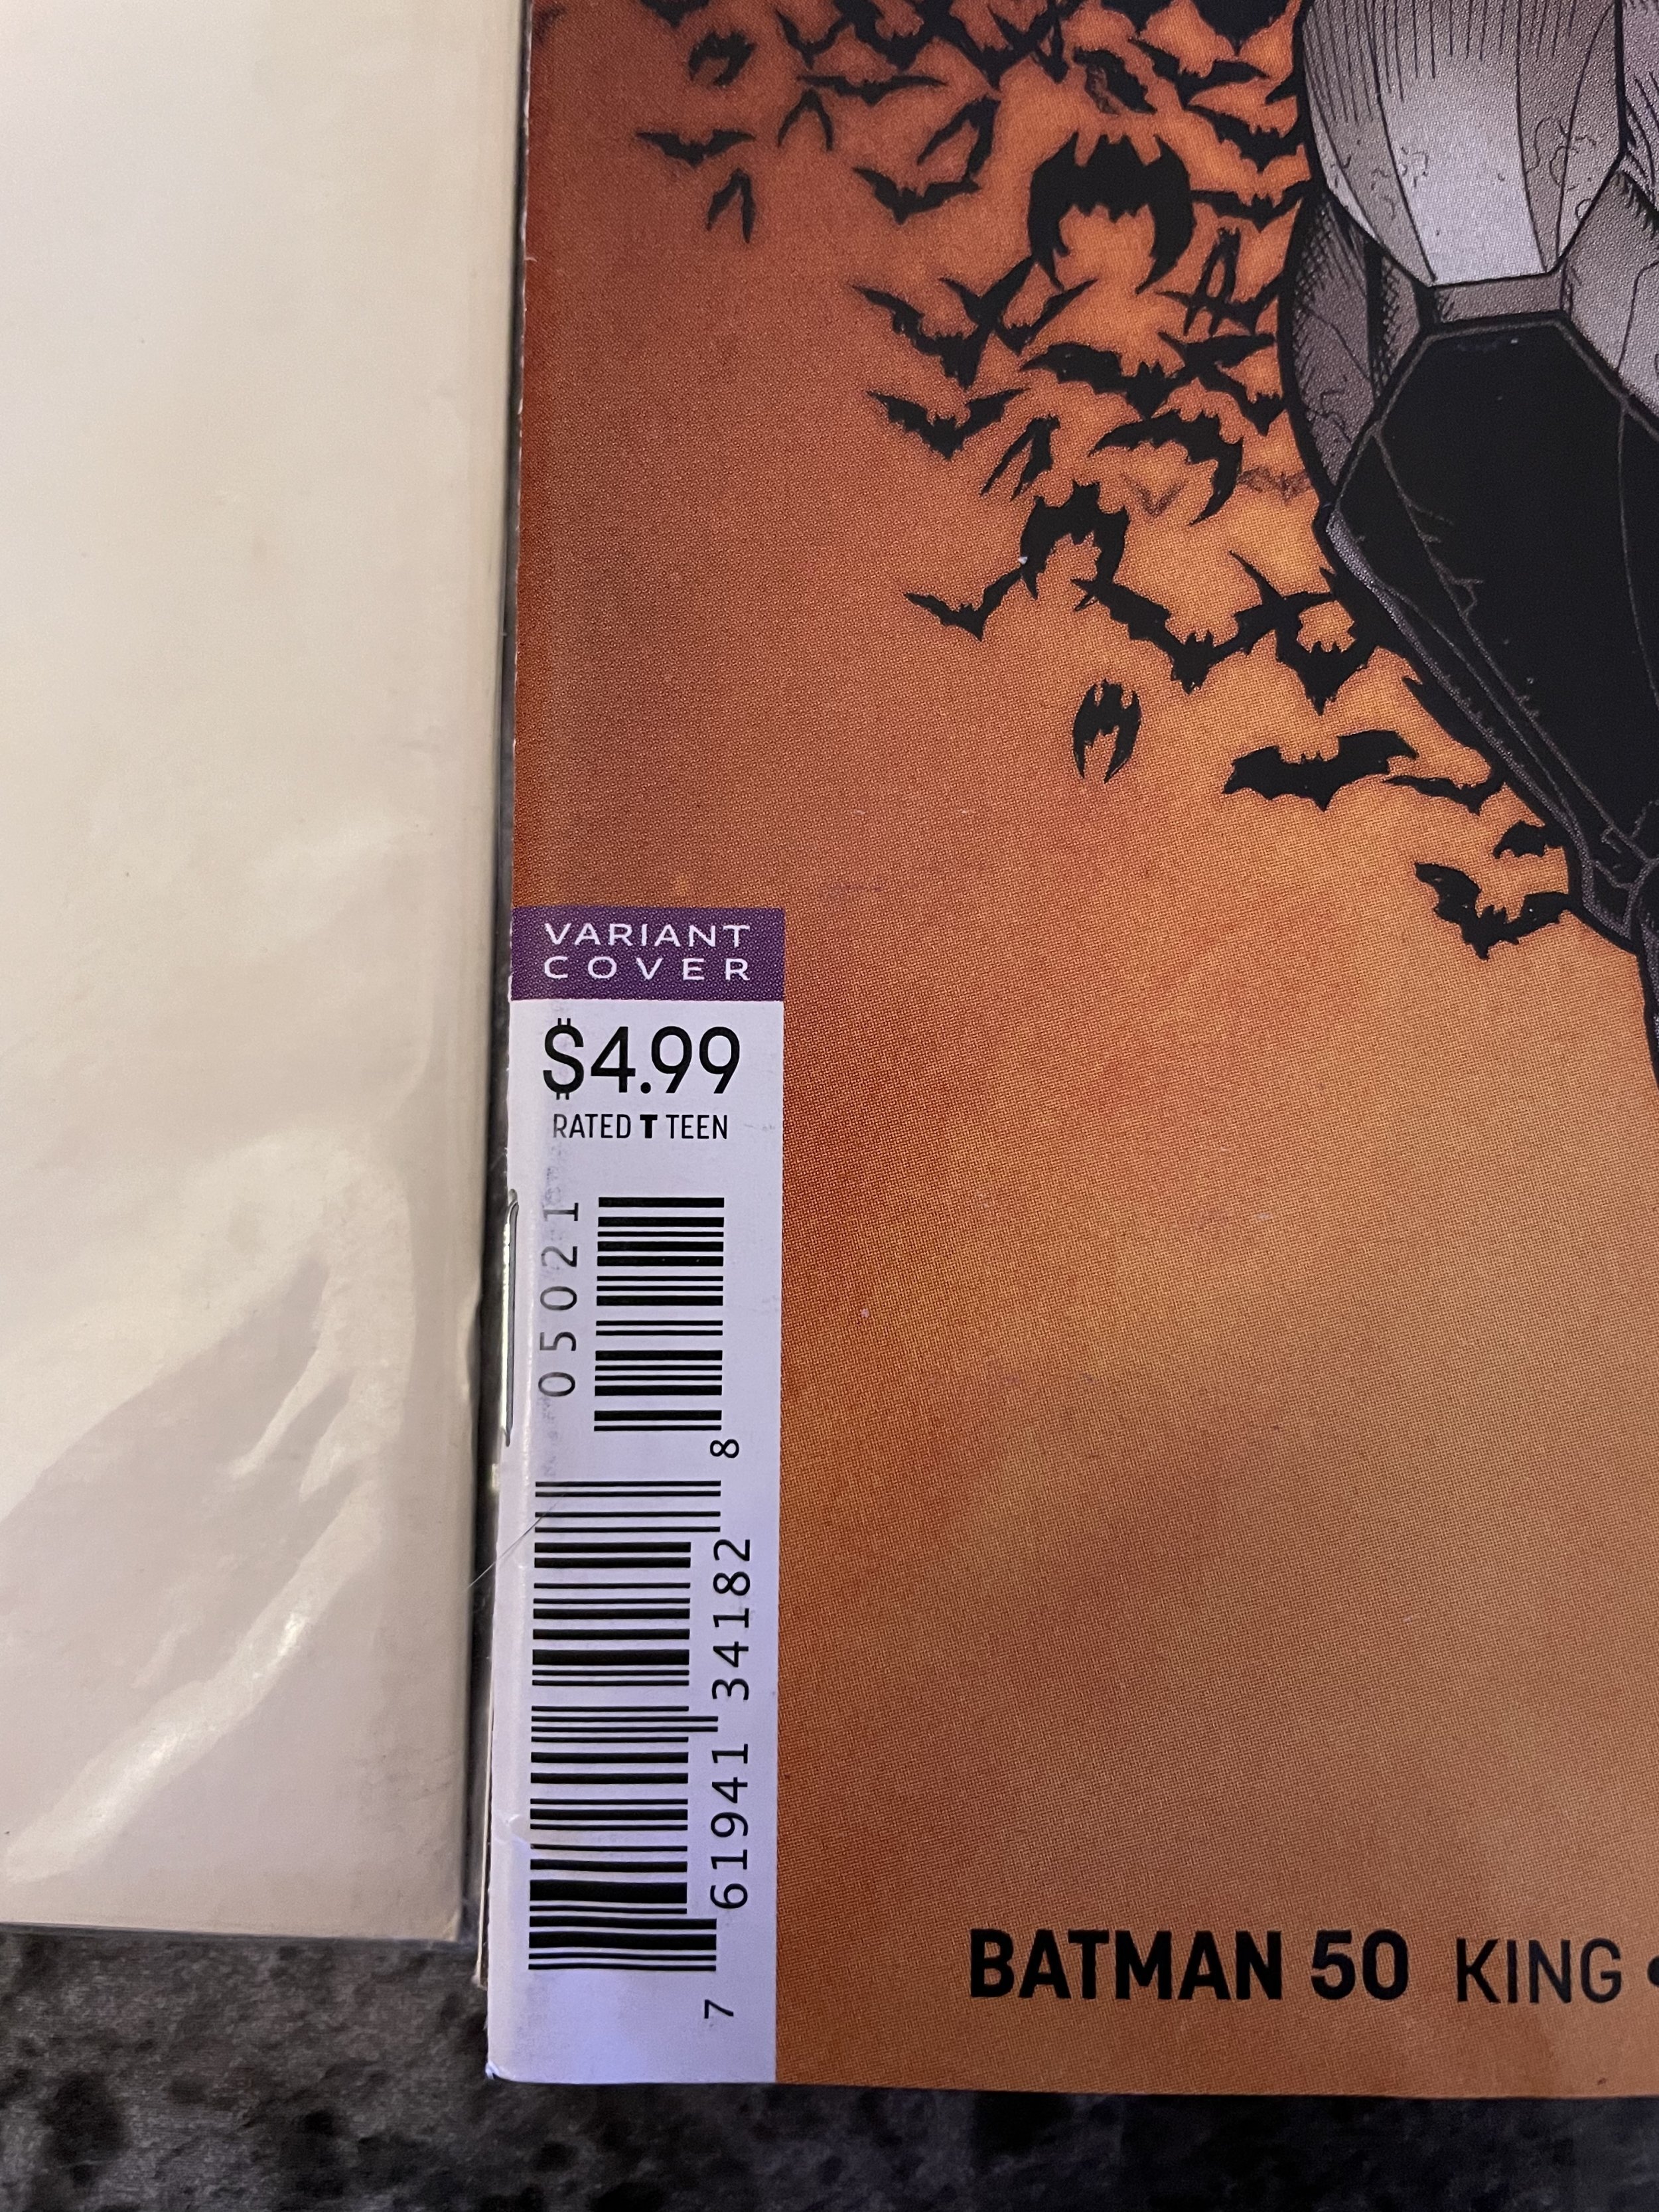 VARIANT
COVER
$4.99
RATED T TEEN
05021
7 61941 34182 8
BATMAN 50 KING